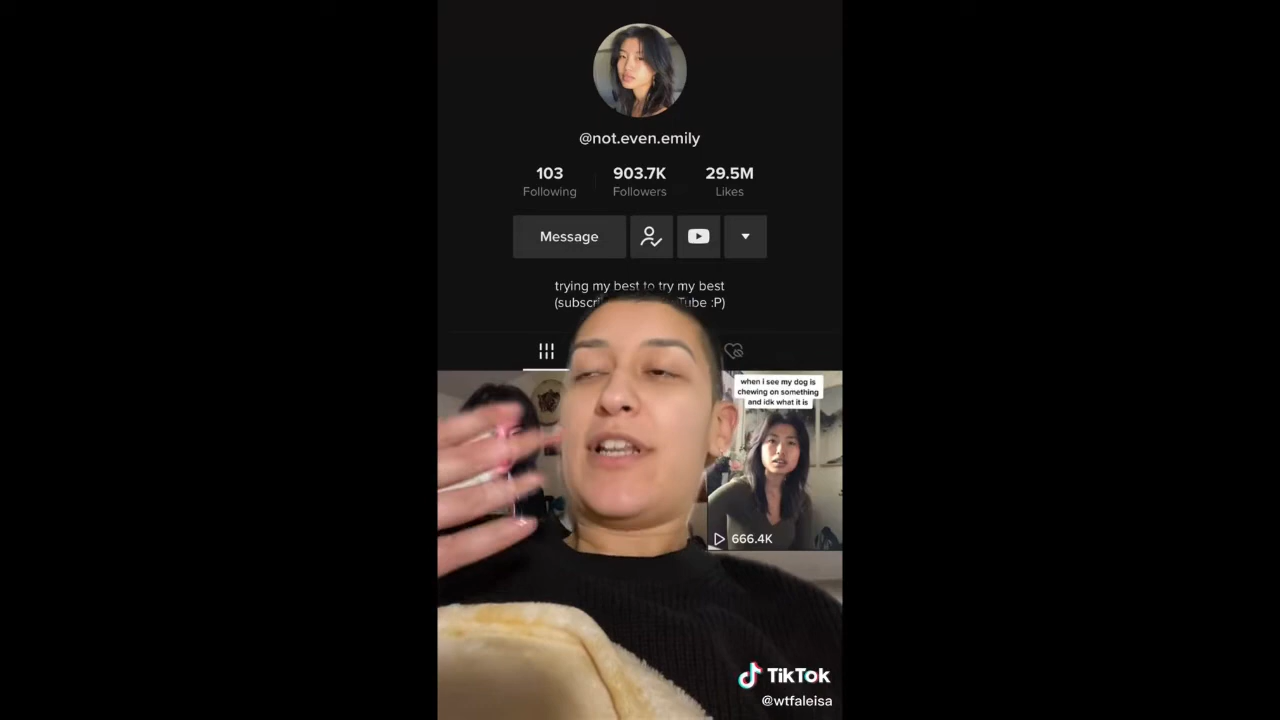 @not.even.emily
103
Following
903.7K
Followers
29.5M
Likes
Message
trying my best to try my best
Tube :P)
when i see my dog is
chewing on something
and idk what it is
666.4K
TikTok
@wtfaleisa